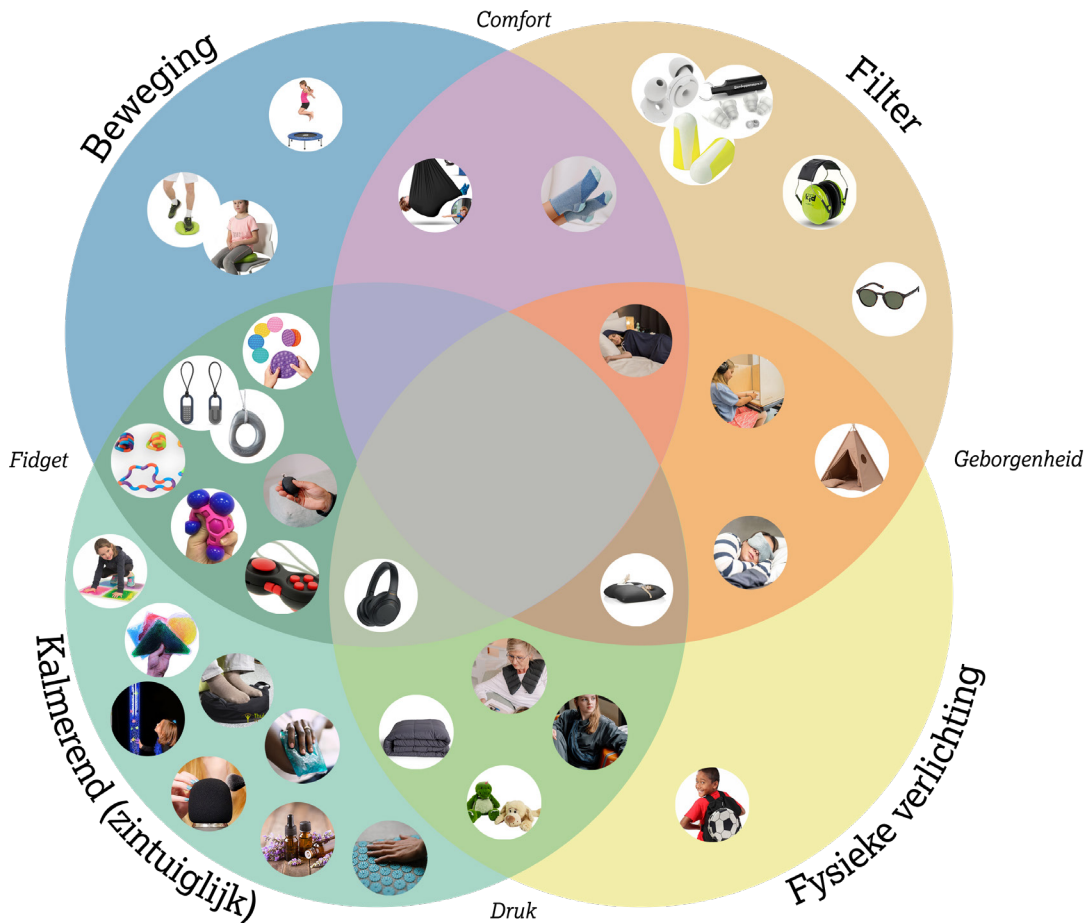 Comfort
Beweging
Filter
Fidget
Geborgenheid
Kalmerend (zintuiglijk)
Fysieke verlichting
Druk